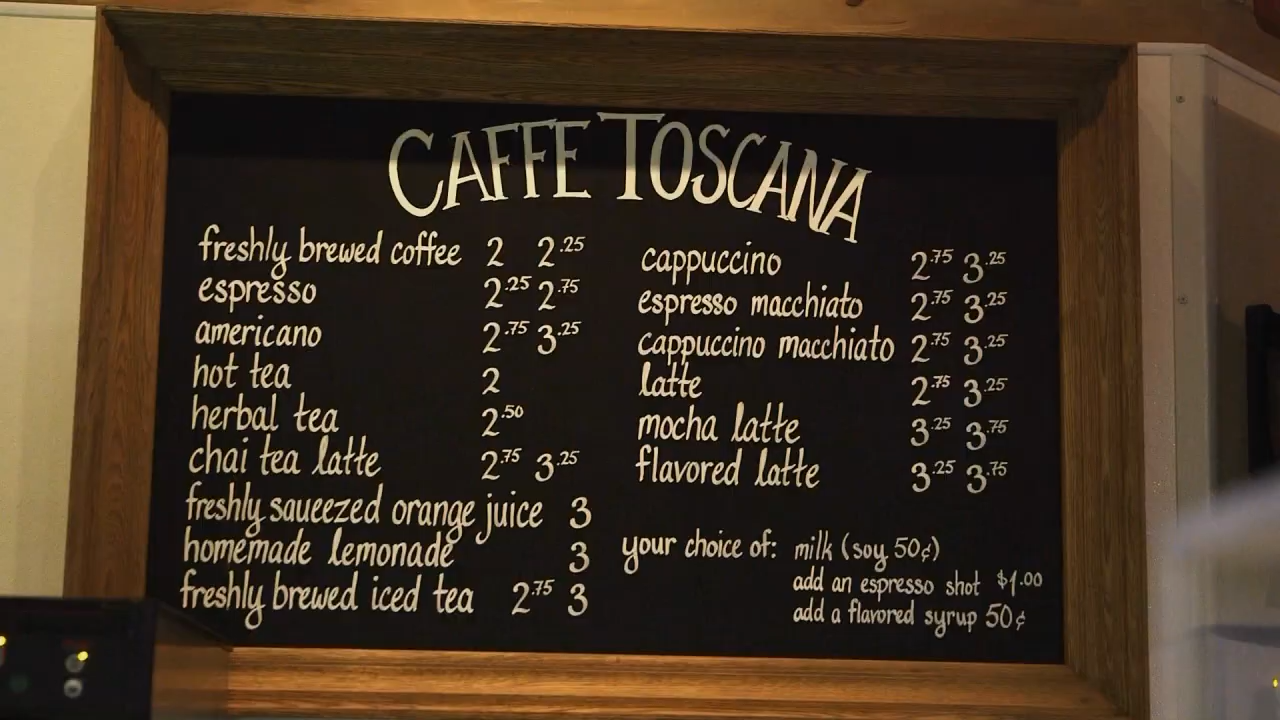 CAFFE TOSCANA
freshly brewed coffee 2 2.25
espresso 2.25 2.75
americano 2.75 3.25
hot tea 2
herbal tea 2.50
chai tea latte 2.75 3.25
freshly saueezed orange juice 3
homemade lemonade 3
freshly brewed iced tea 2.75 3
cappuccino 2.75 3.25
espresso macchiato 2.75 3.25
cappuccino macchiato 2.75 3.25
latte 2.75 3.25
mocha latte 3.25 3.75
flavored latte 3.25 3.75
your choice of: milk (soy 50¢)
add an espresso shot $1.00
add a flavored syrup 50¢